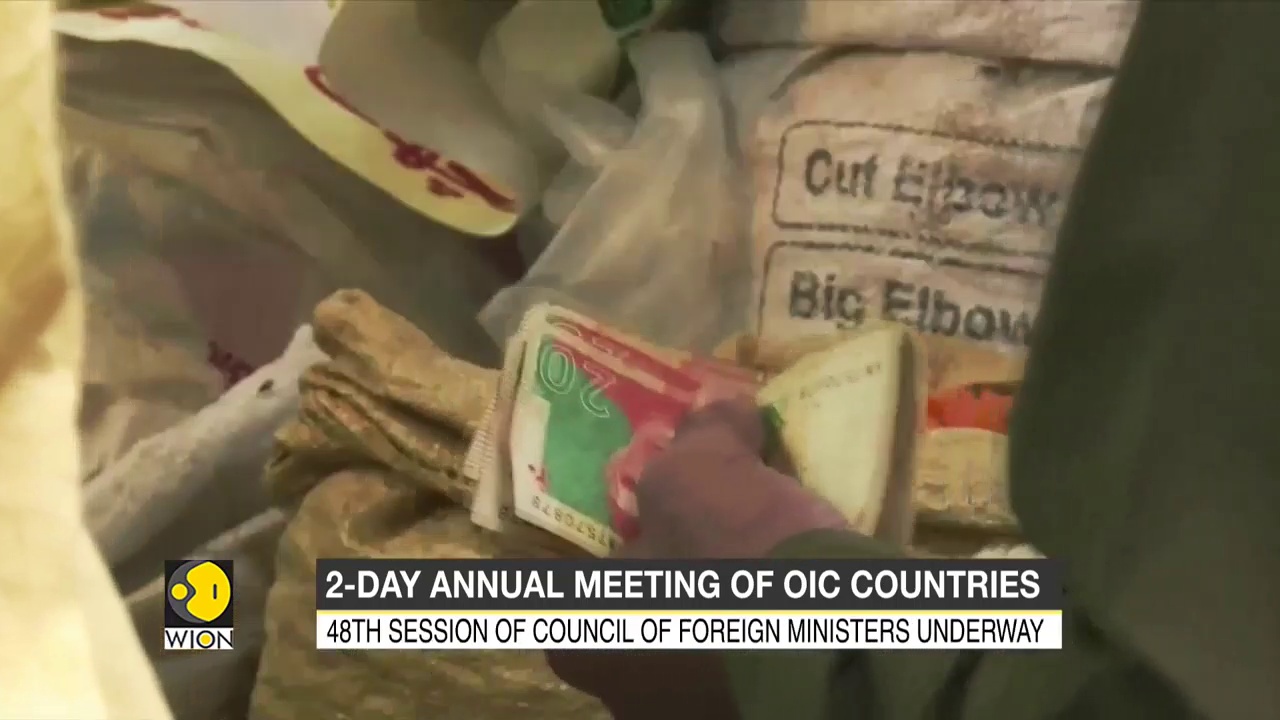 Cut Elbow
Big Elbow
20
WION
2-DAY ANNUAL MEETING OF OIC COUNTRIES
48TH SESSION OF COUNCIL OF FOREIGN MINISTERS UNDERWAY